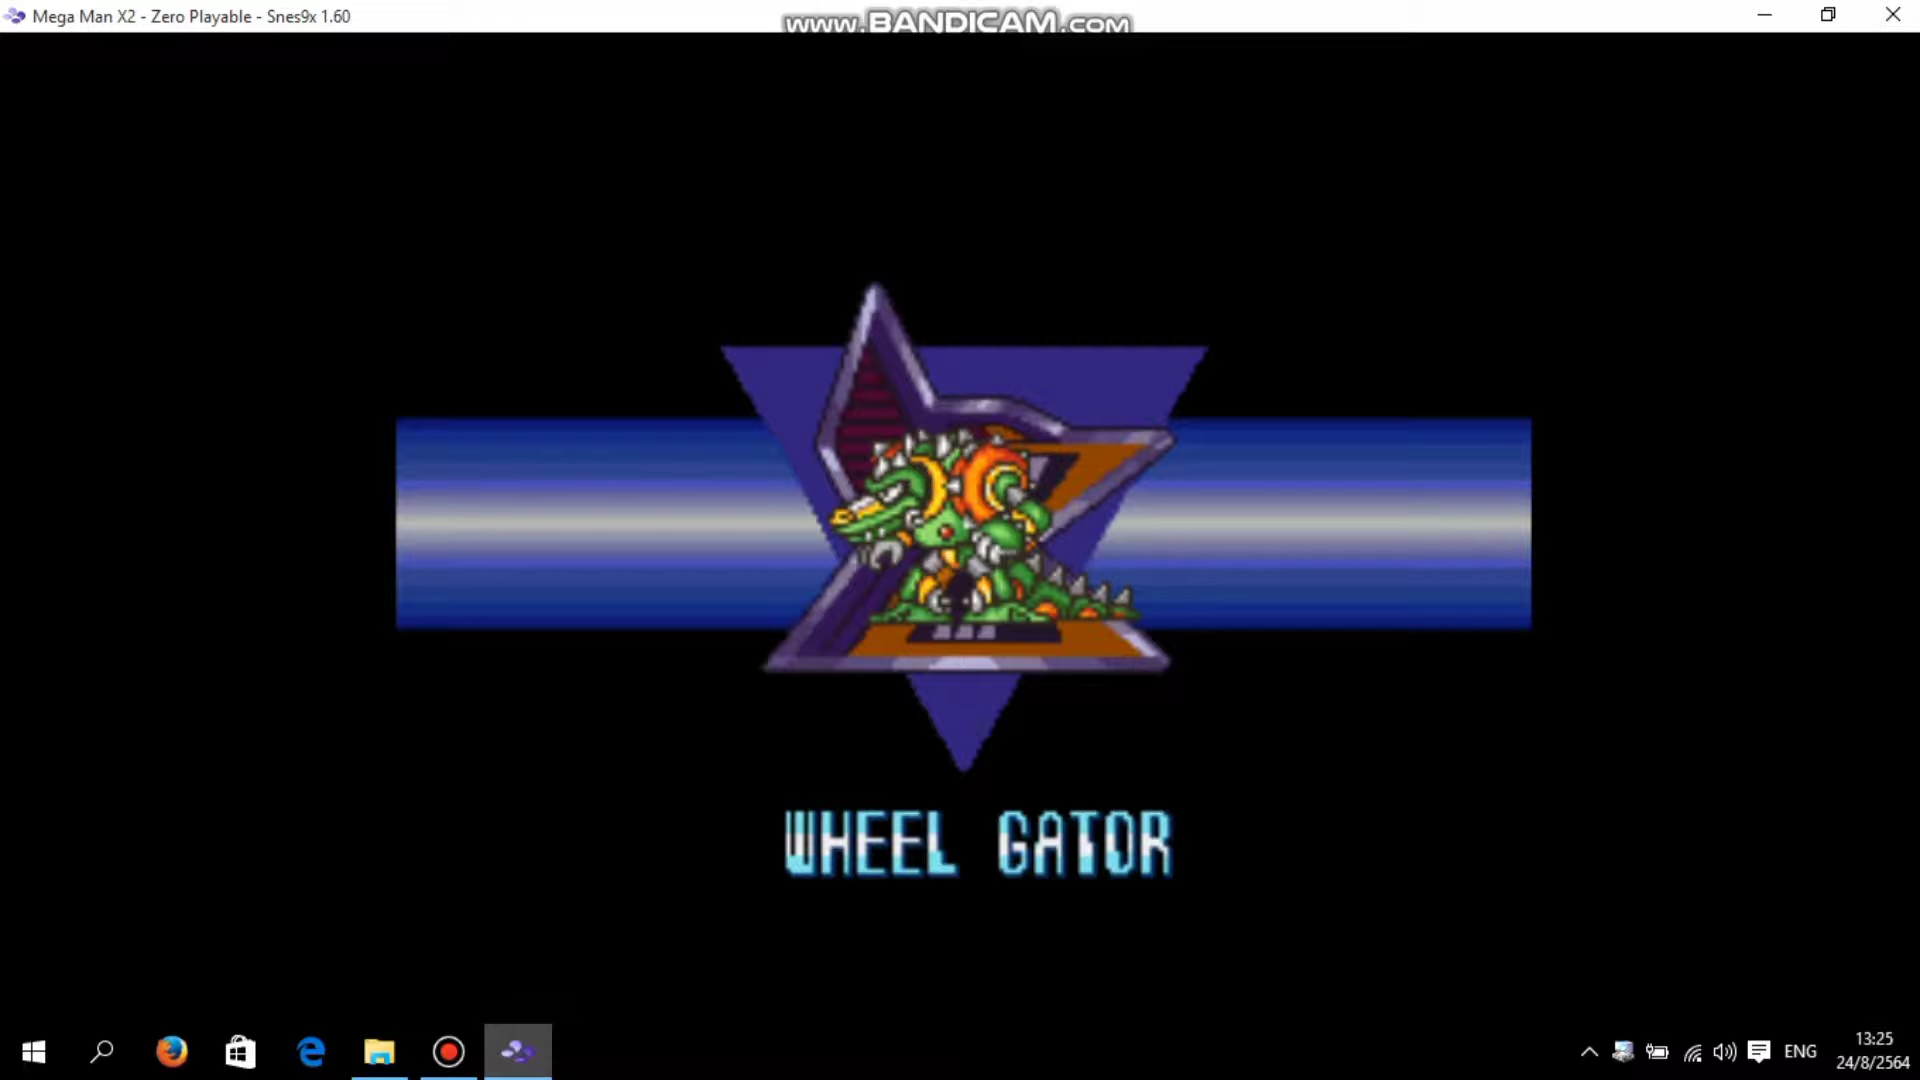 Mega Man X2 - Zero Playable - Snes9x 1.60
www.BANDICAM.com
WHEEL GATOR
ENG
13:25
24/8/2564